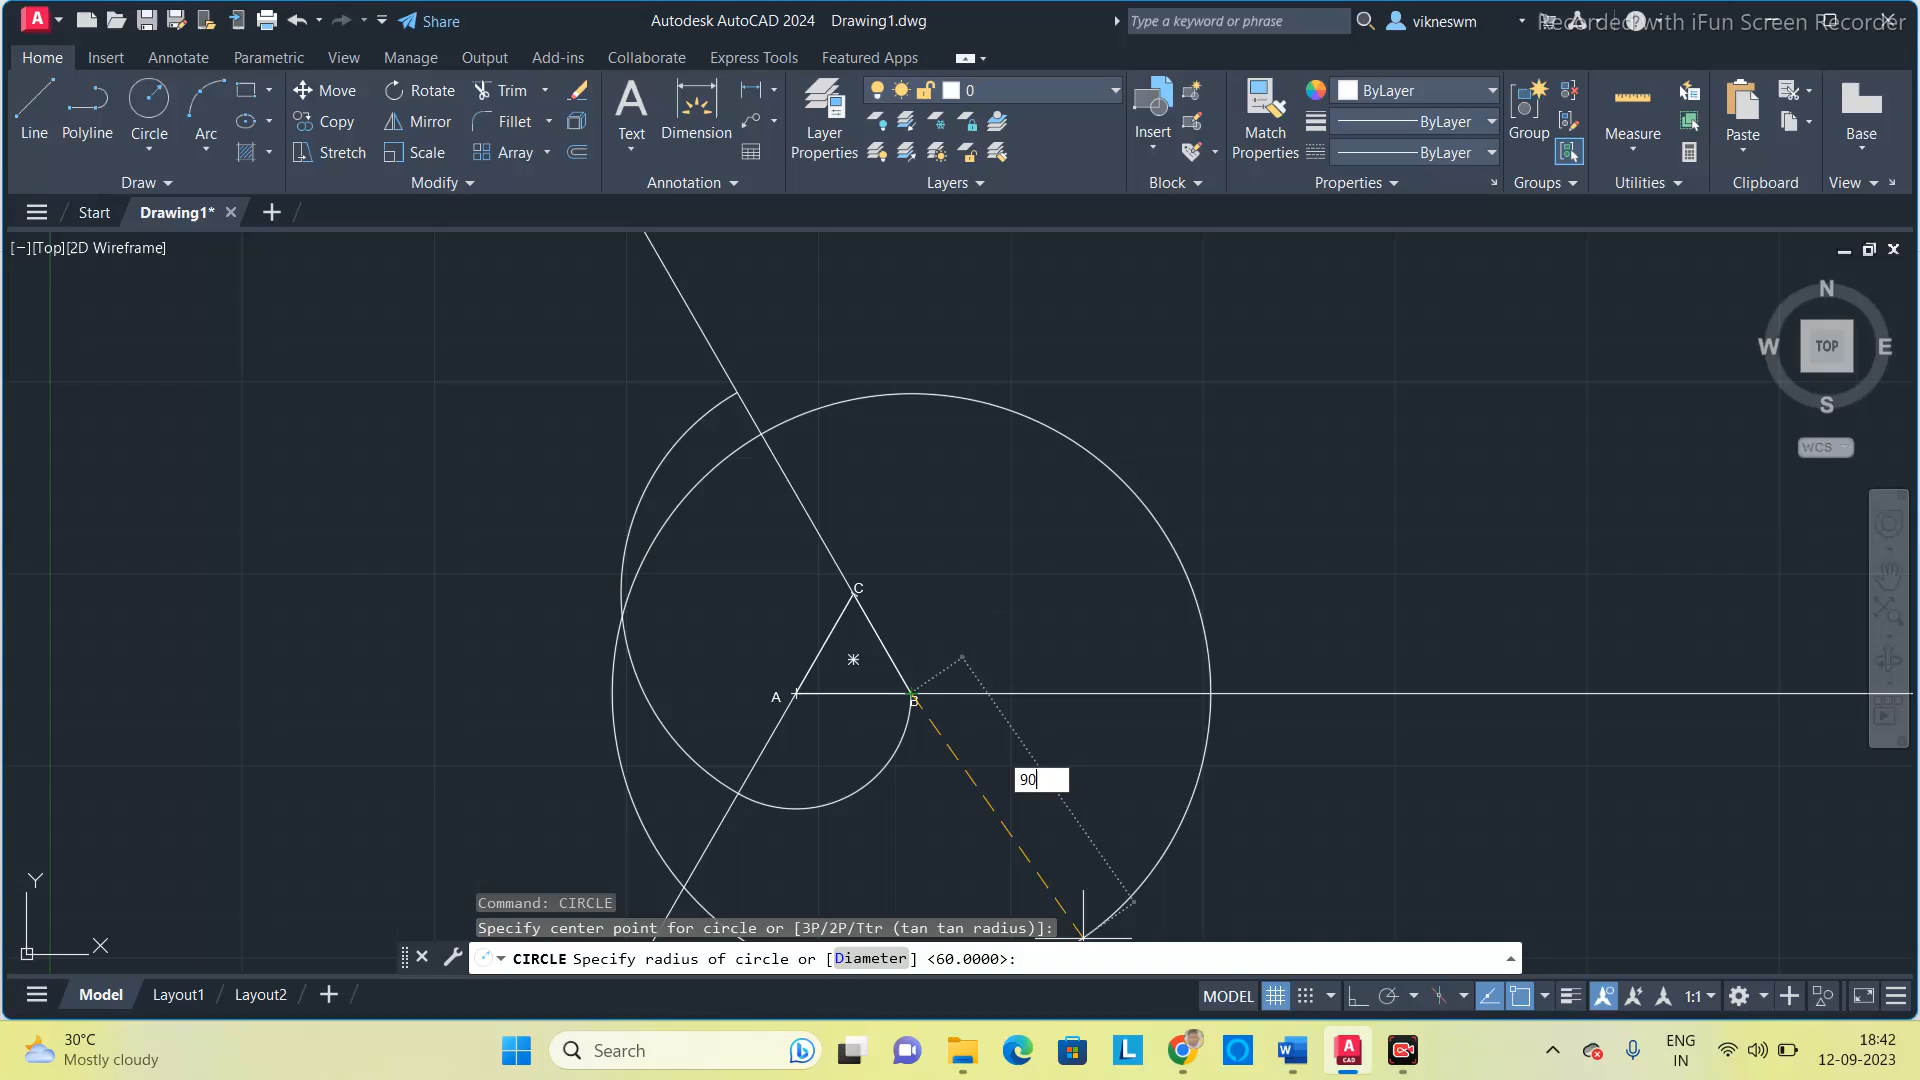 Share
Autodesk AutoCAD 2024 Drawing1.dwg
Type a keyword or phrase
vikneswm
Recorded with iFun Screen Recorder
Home Insert Annotate Parametric View Manage Output Add-ins Collaborate Express Tools Featured Apps
Line Polyline Circle Arc
Move Rotate Trim
Copy Mirror Fillet
Stretch Scale Array
Text Dimension
Layer Properties
0
Insert
Match Properties
ByLayer
ByLayer
ByLayer
Group Measure Paste Base
Draw Modify Annotation Layers Block Properties Groups Utilities Clipboard View
Start Drawing1*
[−][Top][2D Wireframe]
N
W TOP E
S
WCS
C
A
B
90
Y
X
Command: CIRCLE
Specify center point for circle or [3P/2P/Ttr (tan tan radius)]:
CIRCLE Specify radius of circle or [Diameter] <60.0000>:
Model Layout1 Layout2
MODEL 1:1
30°C
Mostly cloudy
Search
L
A
CAD
ENG
IN
18:42
12-09-2023